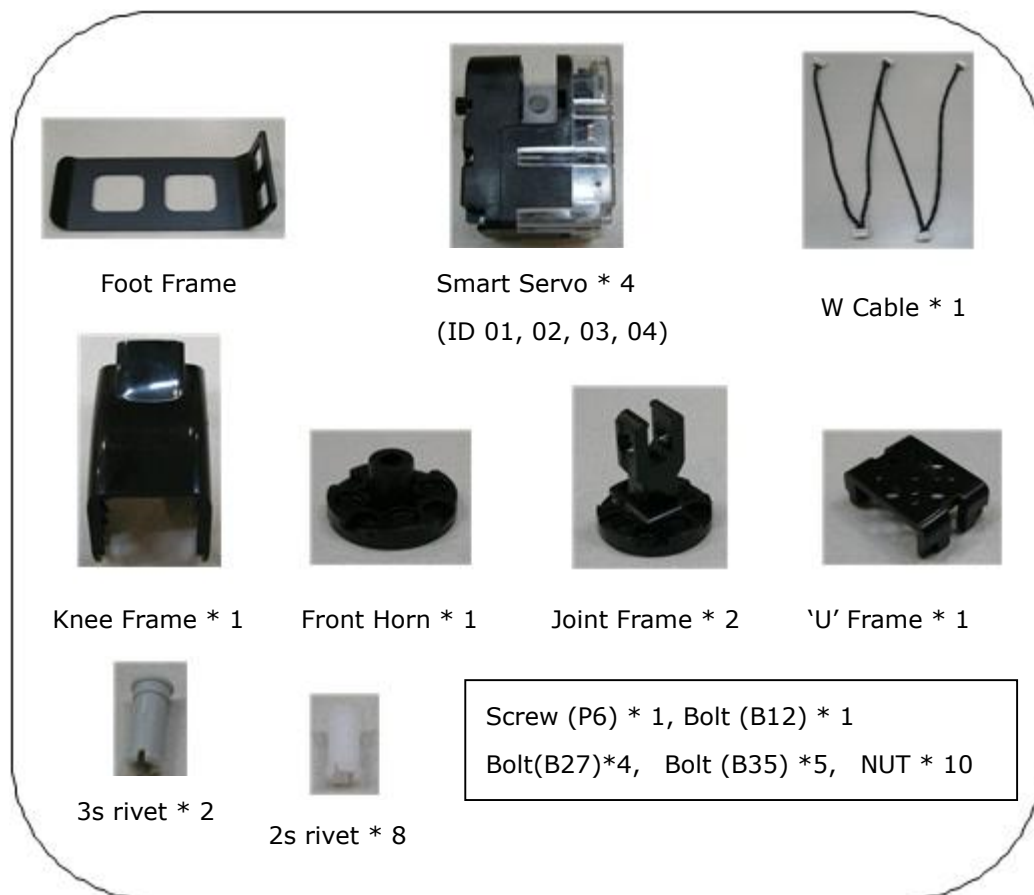 Foot Frame
Smart Servo * 4
(ID 01, 02, 03, 04)
W Cable * 1
Knee Frame * 1
Front Horn * 1
Joint Frame * 2
‘U’ Frame * 1
3s rivet * 2
2s rivet * 8
Screw (P6) * 1, Bolt (B12) * 1
Bolt(B27)*4, Bolt (B35) *5, NUT * 10